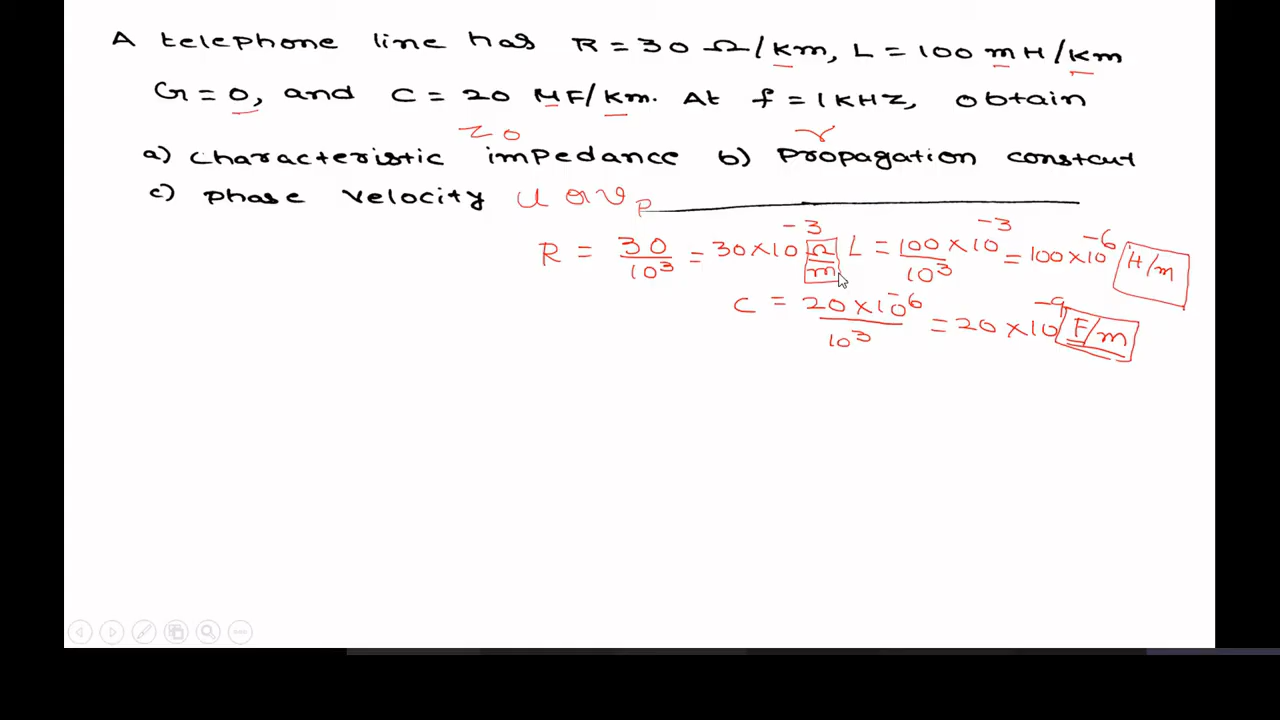 A telephone line has R = 30 Ω/km, L = 100 mH/km
G = 0, and C = 20 μF/km. At f = 1KHZ, obtain
Z0 γ
a) characteristic impedance b) propagation constant
c) phase velocity u or vp
R = 30/10³ = 30×10⁻³ Ω/m L = 100×10⁻³/10³ = 100×10⁻⁶ H/m
C = 20×10⁻⁶/10³ = 20×10⁻⁹ F/m